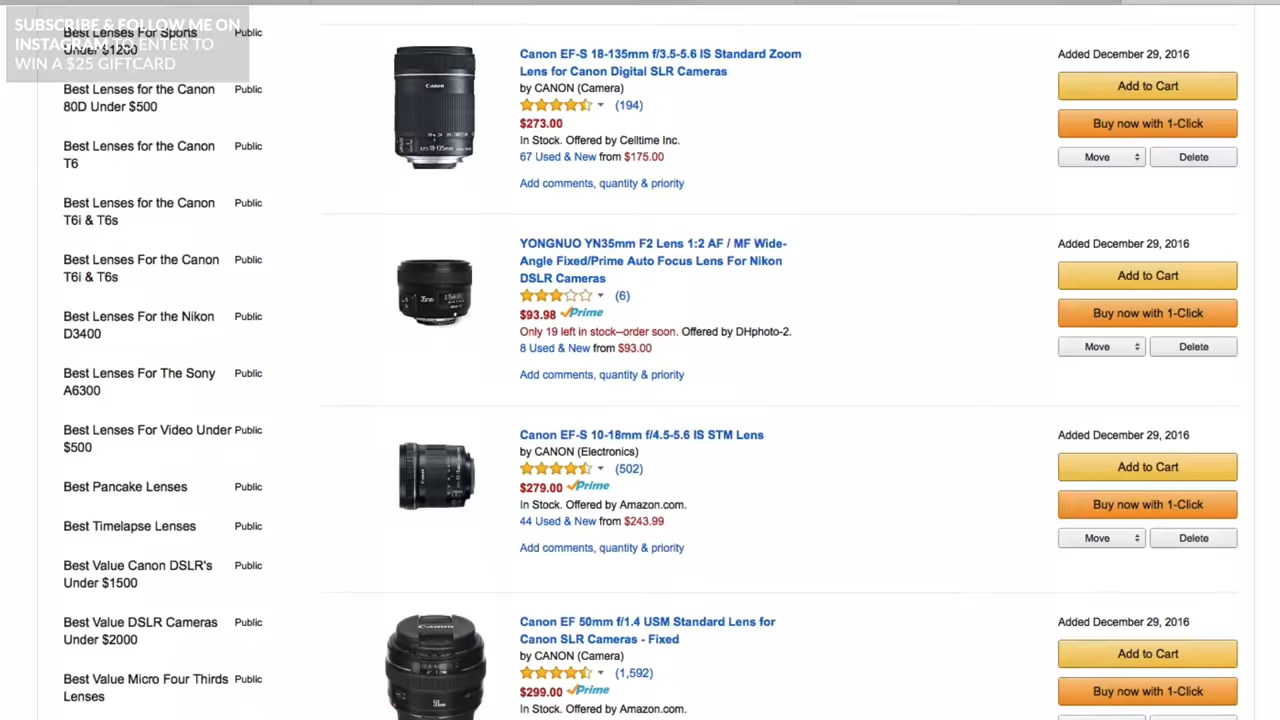 SUBSCRIBE & FOLLOW ME ON
INSTAGRAM TO ENTER TO
WIN A $25 GIFTCARD
Best Lenses For Sports Public
Under $1200
Best Lenses for the Canon Public
80D Under $500
Best Lenses for the Canon Public
T6
Best Lenses for the Canon Public
T6i & T6s
Best Lenses For the Canon Public
T6i & T6s
Best Lenses For the Nikon Public
D3400
Best Lenses For The Sony Public
A6300
Best Lenses For Video Under Public
$500
Best Pancake Lenses Public
Best Timelapse Lenses Public
Best Value Canon DSLR's Public
Under $1500
Best Value DSLR Cameras Public
Under $2000
Best Value Micro Four Thirds Public
Lenses
Canon EF-S 18-135mm f/3.5-5.6 IS Standard Zoom
Lens for Canon Digital SLR Cameras
by CANON (Camera)
(194)
$273.00
In Stock. Offered by Celltime Inc.
67 Used & New from $175.00
Add comments, quantity & priority
Added December 29, 2016
Add to Cart
Buy now with 1-Click
Move Delete
YONGNUO YN35mm F2 Lens 1:2 AF / MF Wide-
Angle Fixed/Prime Auto Focus Lens For Nikon
DSLR Cameras
(6)
$93.98 Prime
Only 19 left in stock--order soon. Offered by DHphoto-2.
8 Used & New from $93.00
Add comments, quantity & priority
Added December 29, 2016
Add to Cart
Buy now with 1-Click
Move Delete
Canon EF-S 10-18mm f/4.5-5.6 IS STM Lens
by CANON (Electronics)
(502)
$279.00 Prime
In Stock. Offered by Amazon.com.
44 Used & New from $243.99
Add comments, quantity & priority
Added December 29, 2016
Add to Cart
Buy now with 1-Click
Move Delete
Canon EF 50mm f/1.4 USM Standard Lens for
Canon SLR Cameras - Fixed
by CANON (Camera)
(1,592)
$299.00 Prime
In Stock. Offered by Amazon.com.
Added December 29, 2016
Add to Cart
Buy now with 1-Click
Canon
35mm
Canon